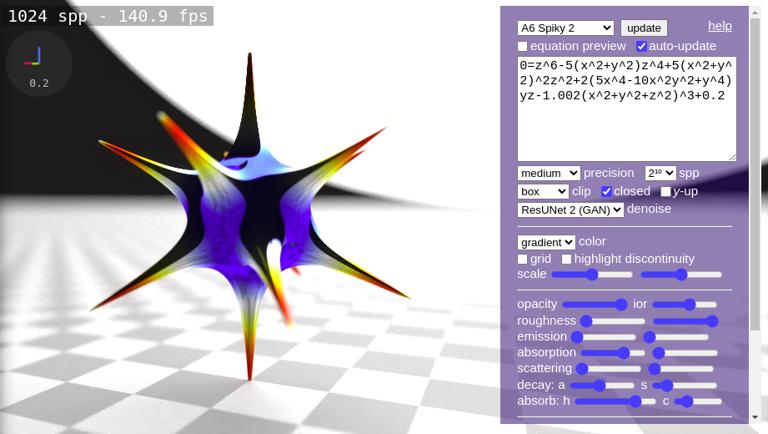 1024 spp - 140.9 fps
0.2
A6 Spiky 2 update help
equation preview auto-update
0=z^6-5(x^2+y^2)z^4+5(x^2+y^
2)^2z^2+2(5x^4-10x^2y^2+y^4)
yz-1.002(x^2+y^2+z^2)^3+0.2
medium precision 2¹⁰ spp
box clip closed y-up
ResUNet 2 (GAN) denoise
gradient color
grid highlight discontinuity
scale
opacity ior
roughness
emission
absorption
scattering
decay: a s
absorb: h c